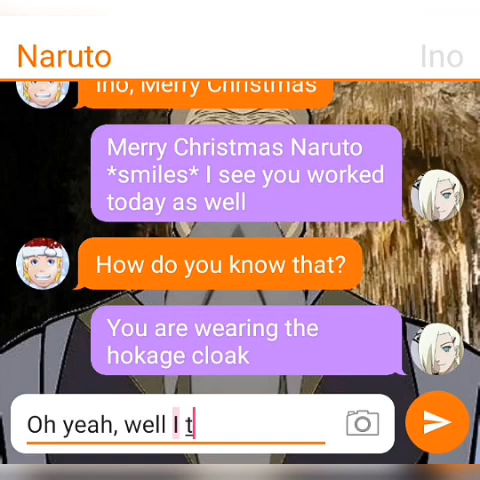 Naruto
Ino
Ino, Merry Christmas
Merry Christmas Naruto
*smiles* I see you worked
today as well
How do you know that?
You are wearing the
hokage cloak
Oh yeah, well I t